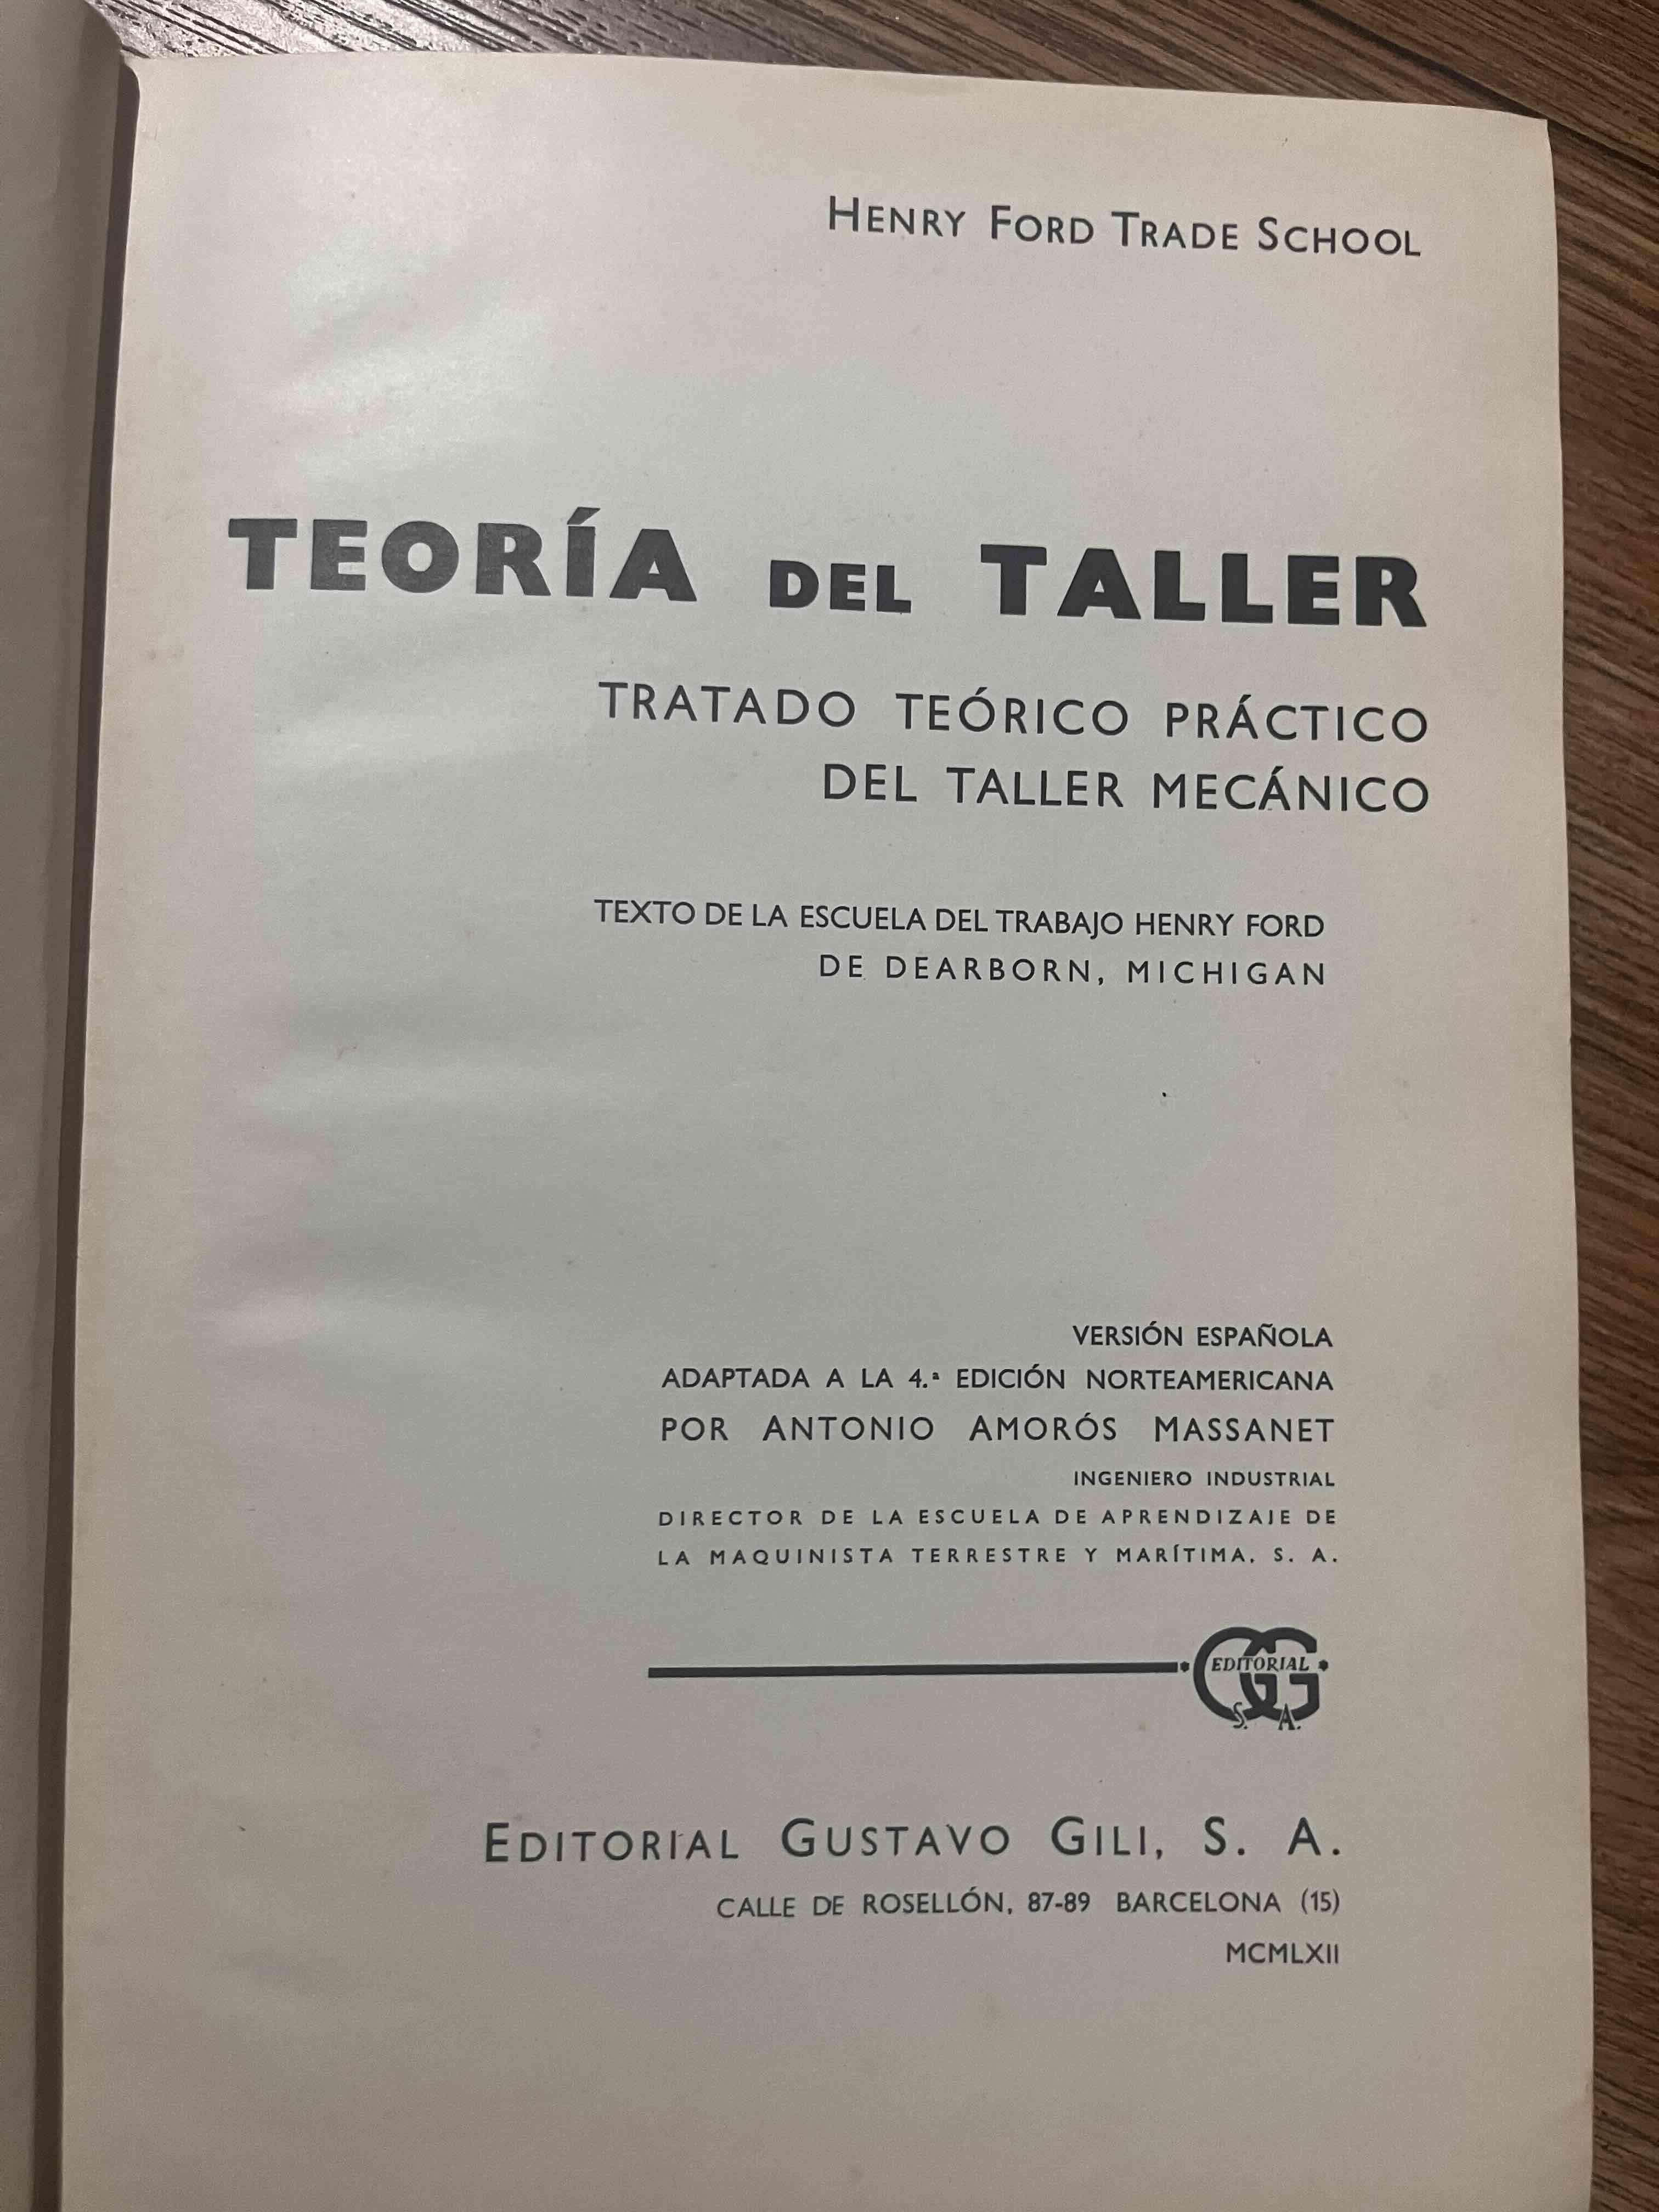 HENRY FORD TRADE SCHOOL
TEORÍA DEL TALLER
TRATADO TEÓRICO PRÁCTICO
DEL TALLER MECÁNICO
TEXTO DE LA ESCUELA DEL TRABAJO HENRY FORD
DE DEARBORN, MICHIGAN
VERSIÓN ESPAÑOLA
ADAPTADA A LA 4.ª EDICIÓN NORTEAMERICANA
POR ANTONIO AMORÓS MASSANET
INGENIERO INDUSTRIAL
DIRECTOR DE LA ESCUELA DE APRENDIZAJE DE
LA MAQUINISTA TERRESTRE Y MARÍTIMA, S. A.
GG
EDITORIAL
S. A.
EDITORIAL GUSTAVO GILI, S. A.
CALLE DE ROSELLÓN, 87-89 BARCELONA (15)
MCMLXII